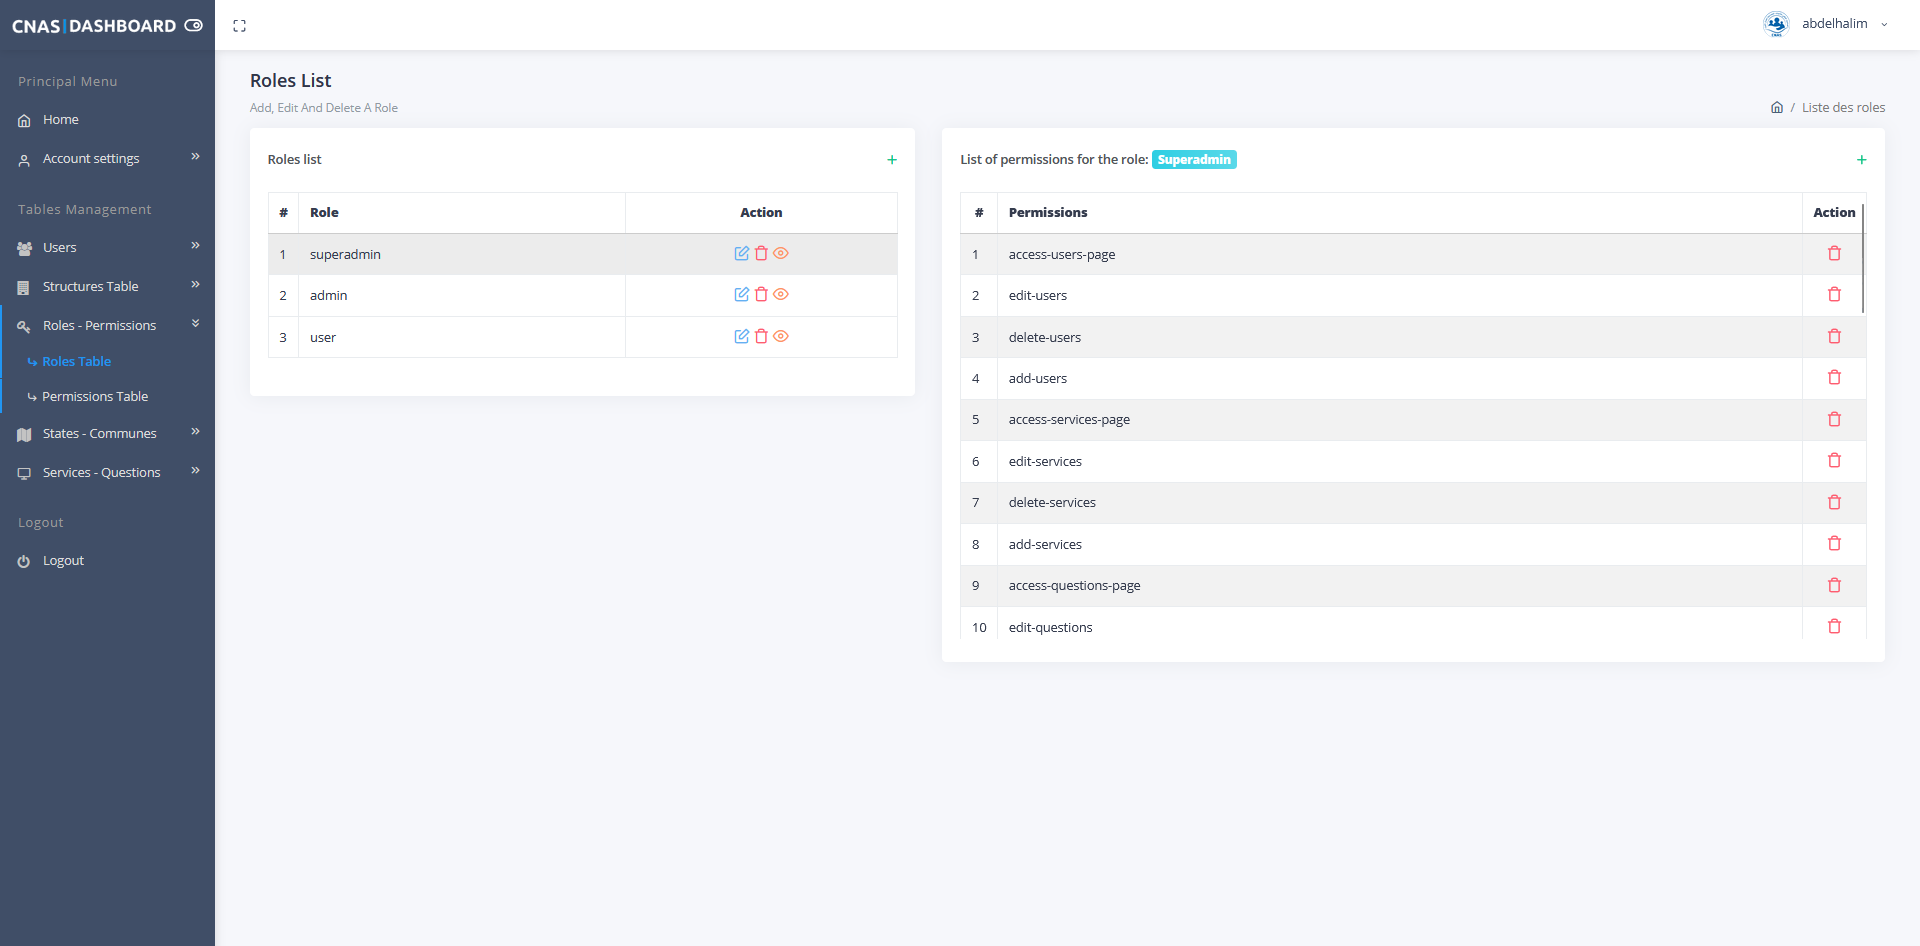 CNAS|DASHBOARD
abdelhalim
Principal Menu
Home
Account settings
Tables Management
Users
Structures Table
Roles - Permissions
Roles Table
Permissions Table
States - Communes
Services - Questions
Logout
Logout
Roles List
Add, Edit And Delete A Role
/ Liste des roles
Roles list
+
# Role Action
1 superadmin
2 admin
3 user
List of permissions for the role: Superadmin
+
# Permissions Action
1 access-users-page
2 edit-users
3 delete-users
4 add-users
5 access-services-page
6 edit-services
7 delete-services
8 add-services
9 access-questions-page
10 edit-questions